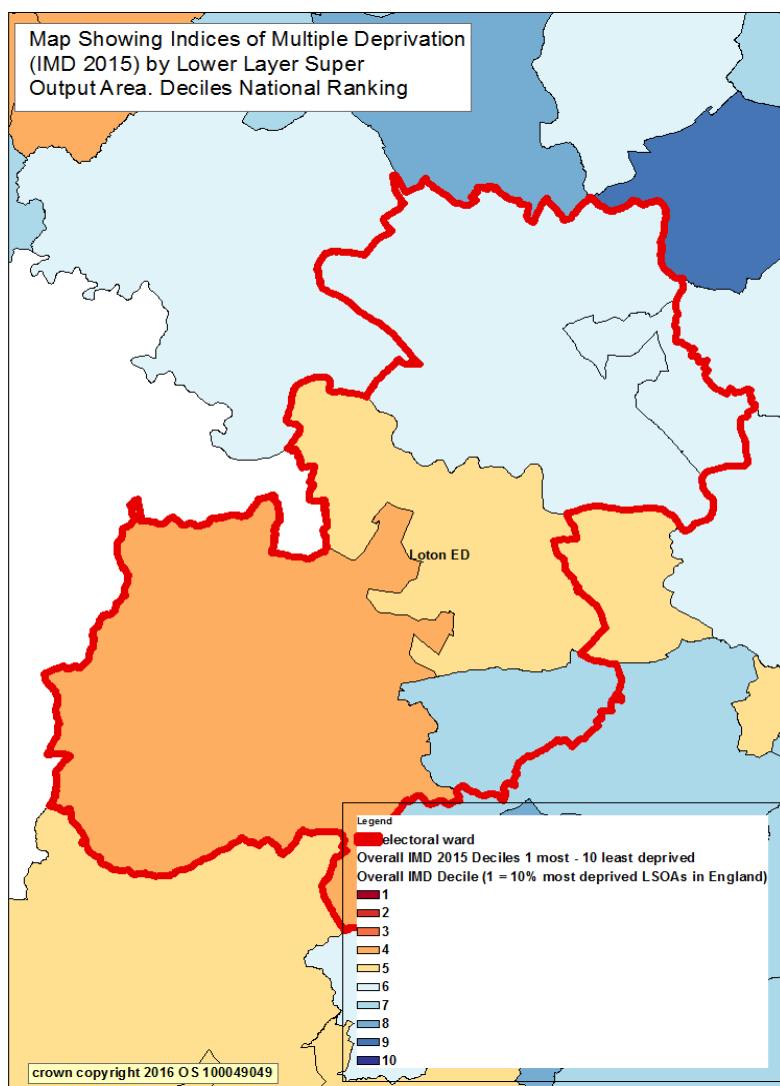 Map Showing Indices of Multiple Deprivation
(IMD 2015) by Lower Layer Super
Output Area. Deciles National Ranking
Loton ED
Legend
electoral ward
Overall IMD 2015 Deciles 1 most - 10 least deprived
Overall IMD Decile (1 = 10% most deprived LSOAs in England)
1
2
3
4
5
6
7
8
9
10
crown copyright 2016 OS 100049049